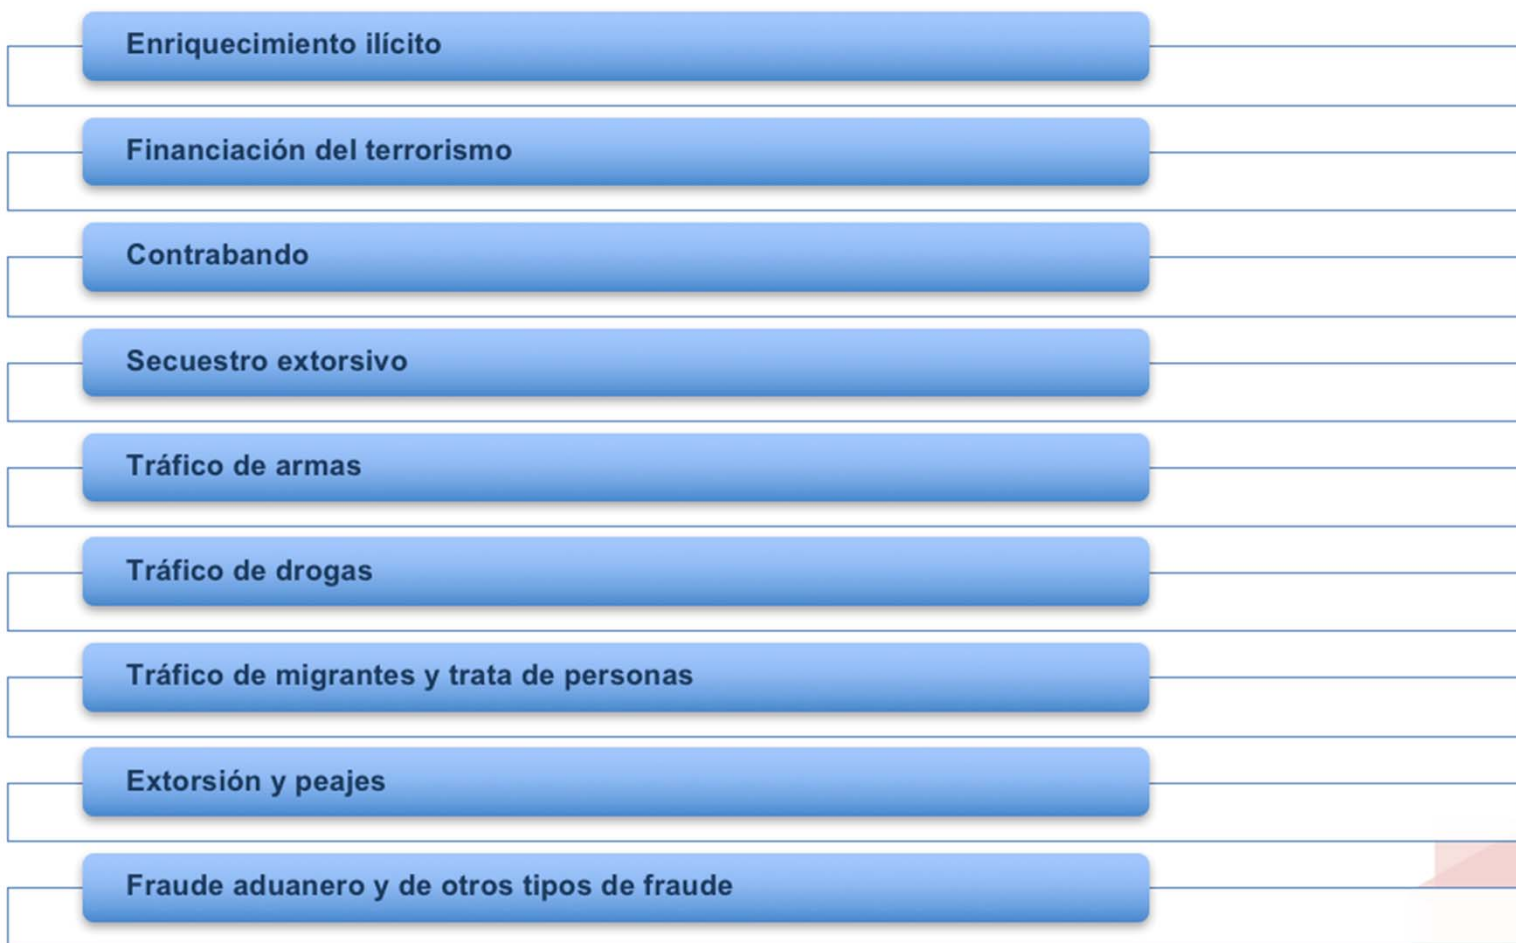 Enriquecimiento ilícito
Financiación del terrorismo
Contrabando
Secuestro extorsivo
Tráfico de armas
Tráfico de drogas
Tráfico de migrantes y trata de personas
Extorsión y peajes
Fraude aduanero y de otros tipos de fraude